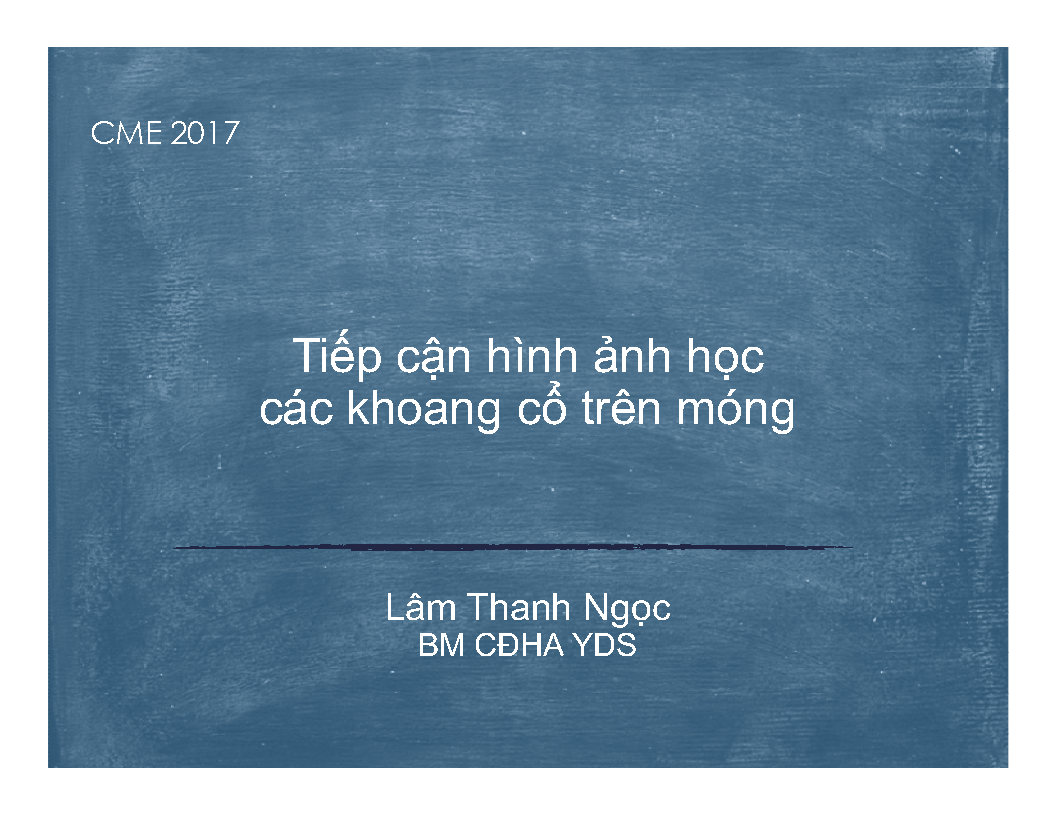 CME 2017
Tiếp cận hình ảnh học
các khoang cổ trên móng
Lâm Thanh Ngọc
BM CĐHA YDS